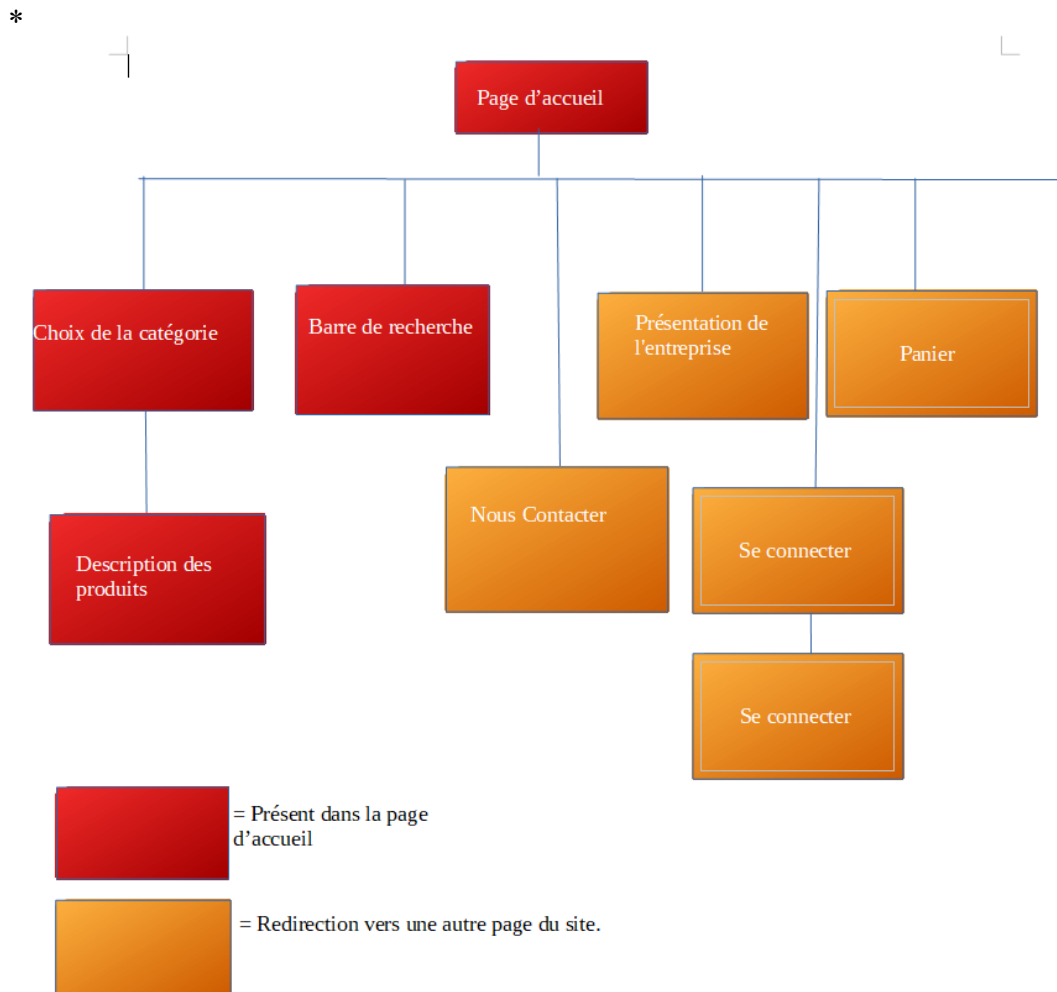 *
Page d’accueil
Choix de la catégorie
Barre de recherche
Présentation de
l'entreprise
Panier
Nous Contacter
Se connecter
Description des
produits
Se connecter
= Présent dans la page
d’accueil
= Redirection vers une autre page du site.